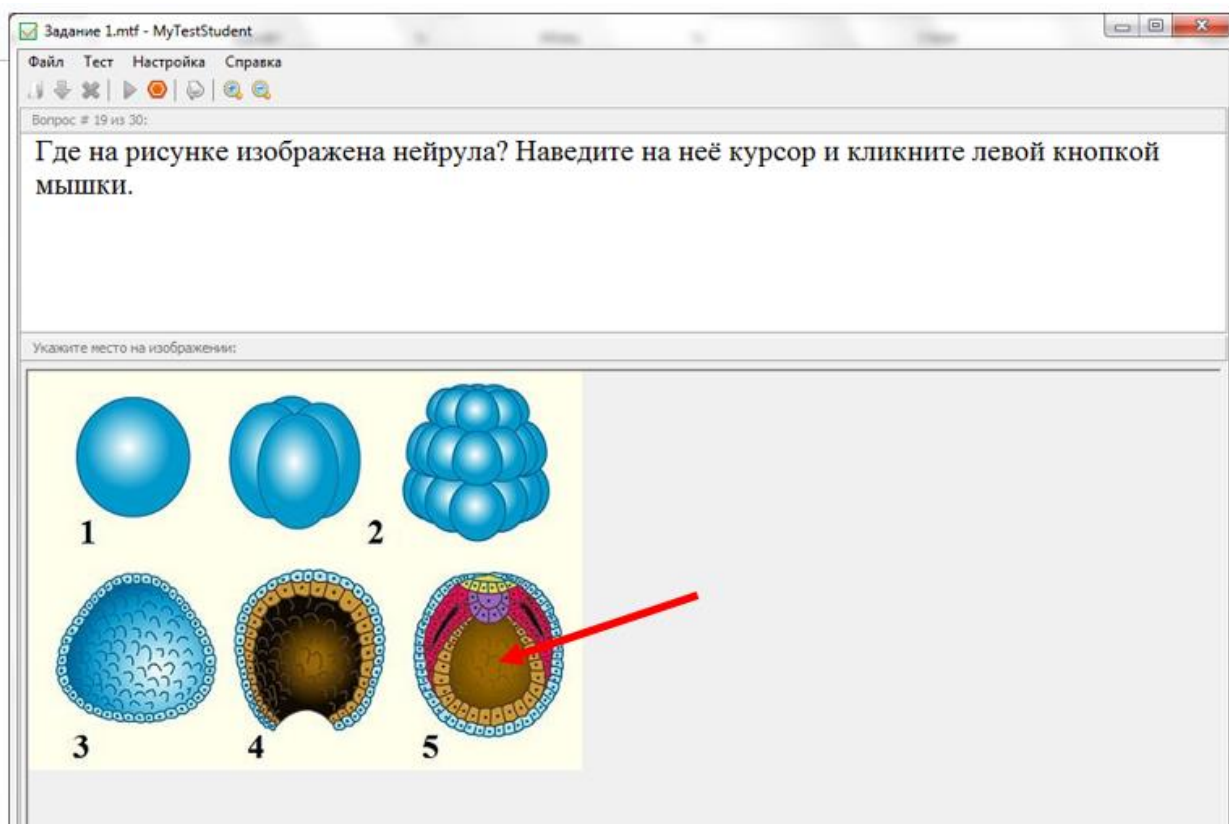 Задание 1.mtf - MyTestStudent
Файл Тест Настройка Справка
Вопрос # 19 из 30:
Где на рисунке изображена нейрула? Наведите на неё курсор и кликните левой кнопкой
мышки.
Укажите место на изображении:
1
2
3
4
5